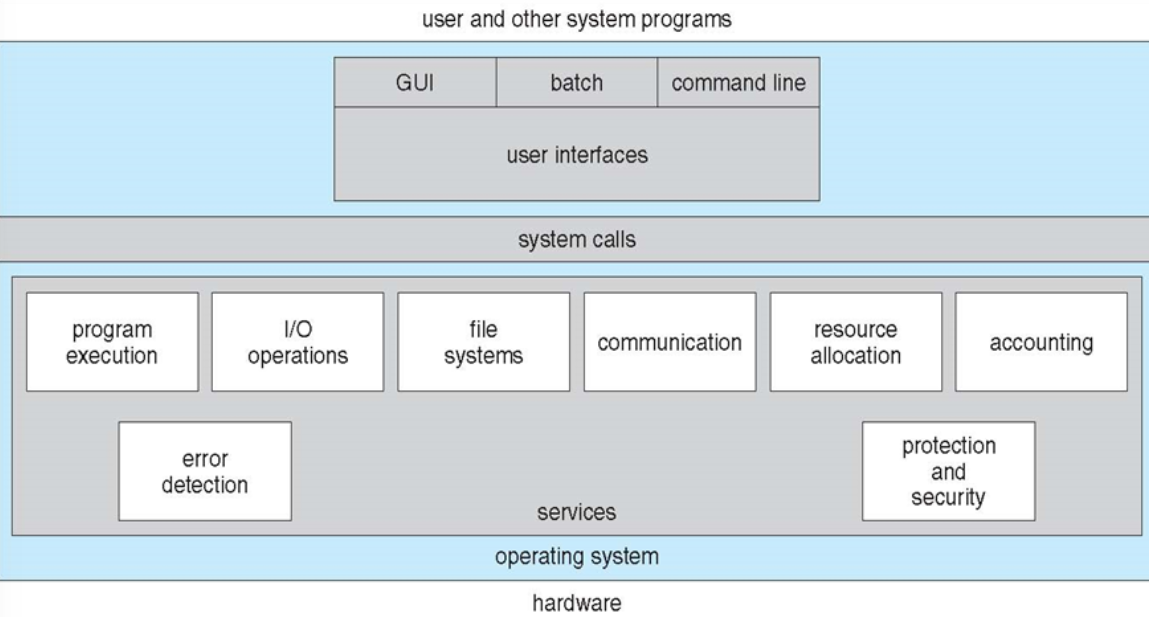 user and other system programs
GUI
batch
command line
user interfaces
system calls
program
execution
I/O
operations
file
systems
communication
resource
allocation
accounting
error
detection
protection
and
security
services
operating system
hardware